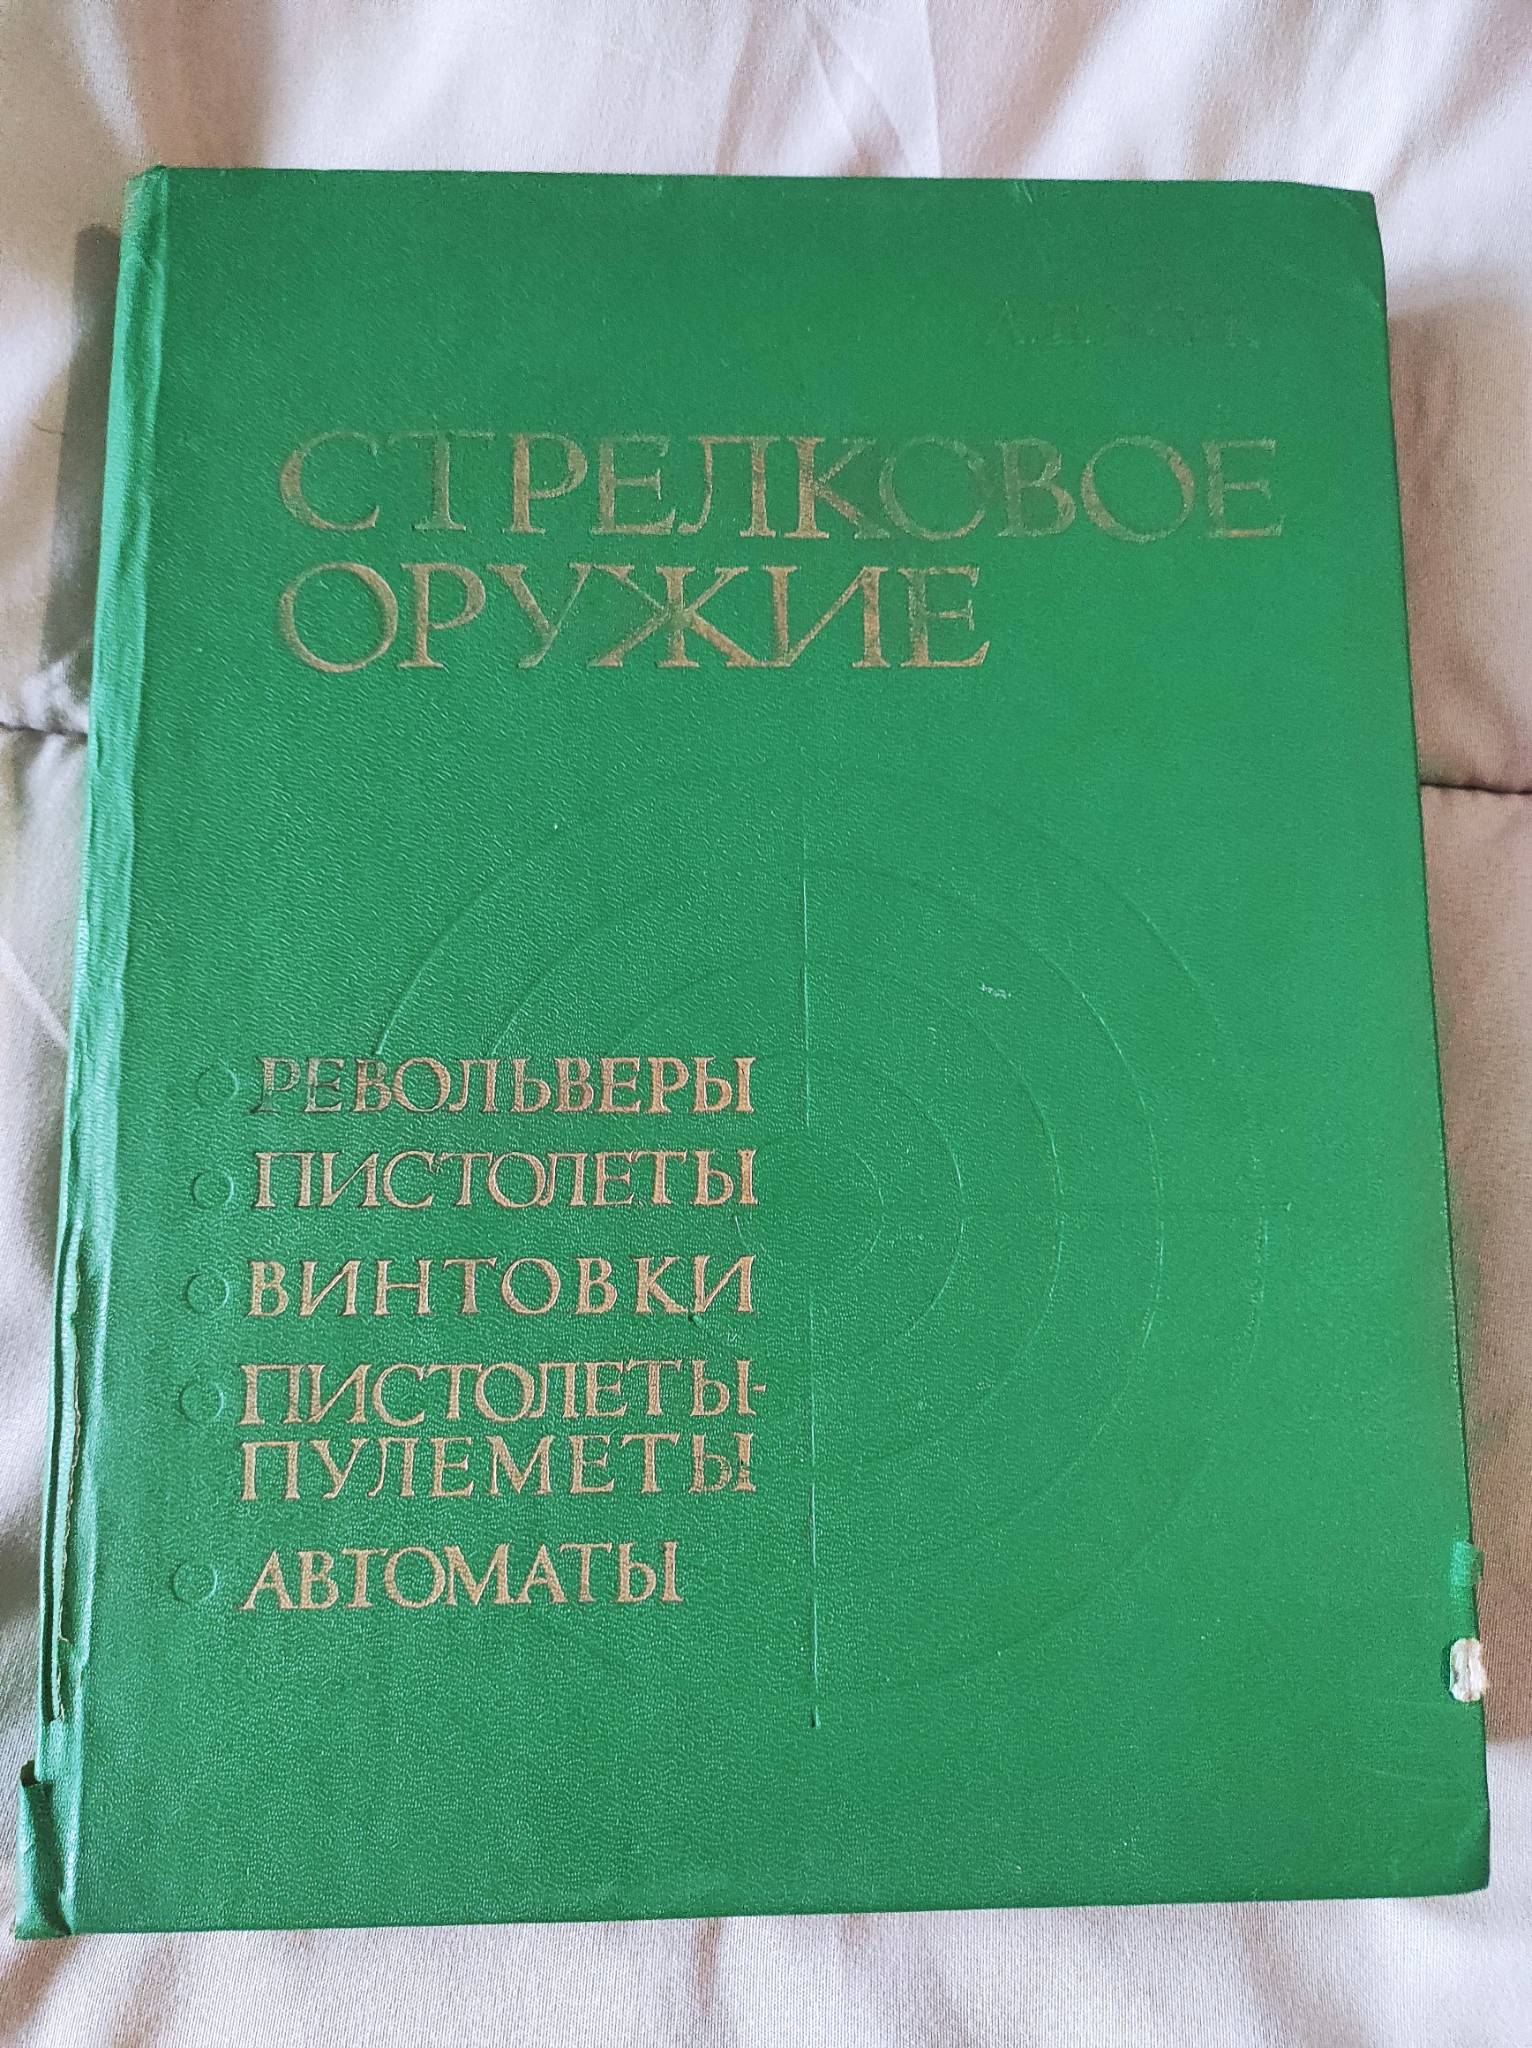 СТРЕЛКОВОЕ
ОРУЖИЕ
РЕВОЛЬВЕРЫ
ПИСТОЛЕТЫ
ВИНТОВКИ
ПИСТОЛЕТЫ-
ПУЛЕМЕТЫ
АВТОМАТЫ